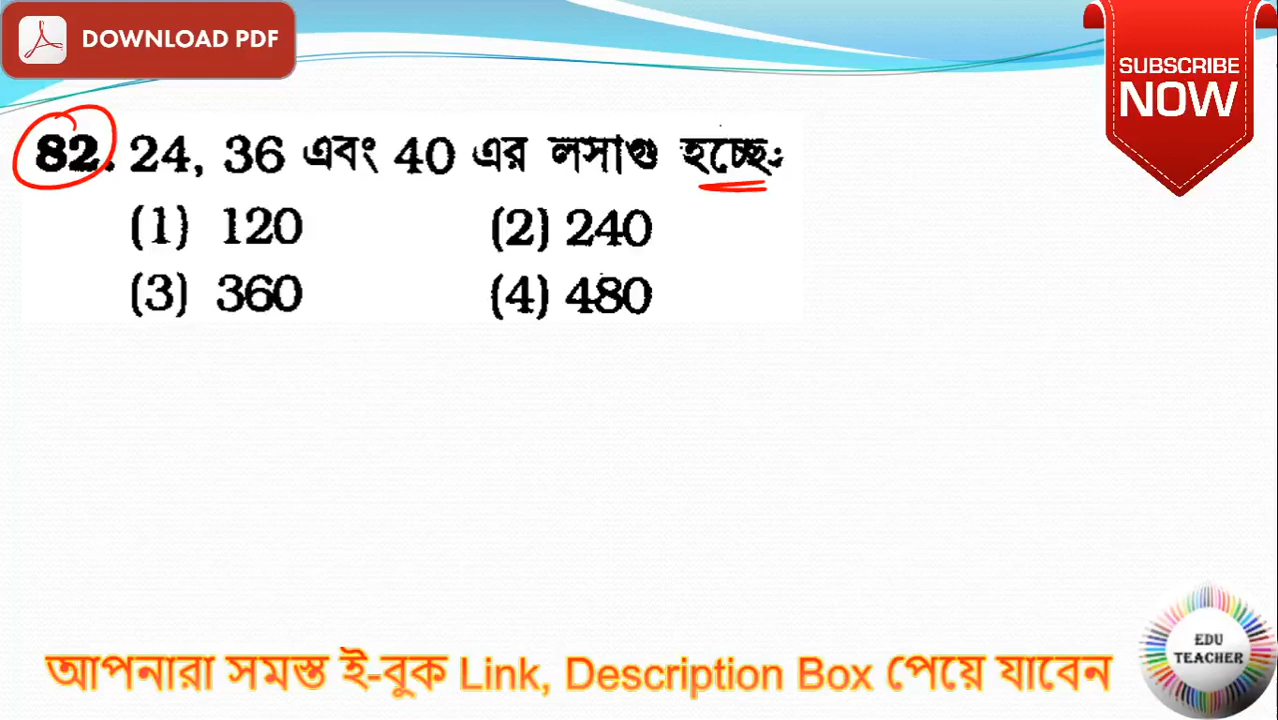 DOWNLOAD PDF
SUBSCRIBE
NOW
82. 24, 36 এবং 40 এর লসাগু হচ্ছে:
(1) 120 (2) 240
(3) 360 (4) 480
EDU
TEACHER
আপনারা সমস্ত ই-বুক Link, Description Box পেয়ে যাবেন